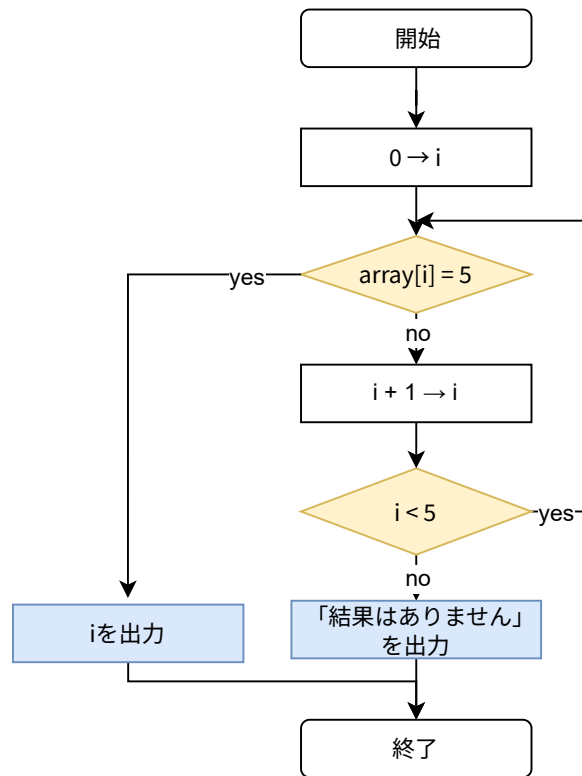 開始
0 → i
array[i] = 5
yes
no
i + 1 → i
i < 5
yes
no
iを出力
「結果はありません」
を出力
終了